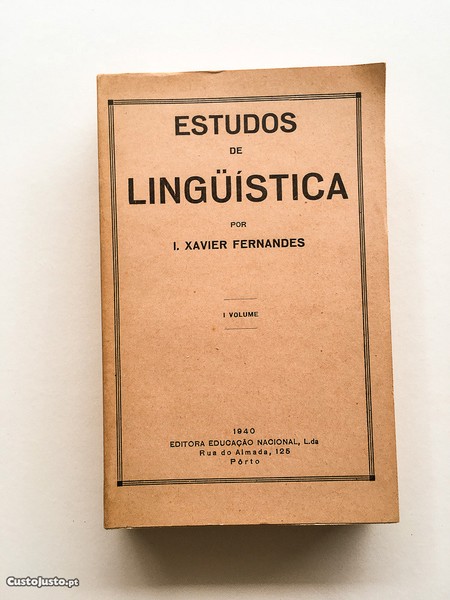 ESTUDOS
DE
LINGÜÍSTICA
POR
I. XAVIER FERNANDES
I VOLUME
1940
EDITORA EDUCAÇÃO NACIONAL, L.da
Rua do Almada, 125
Pôrto
CustoJusto.pt